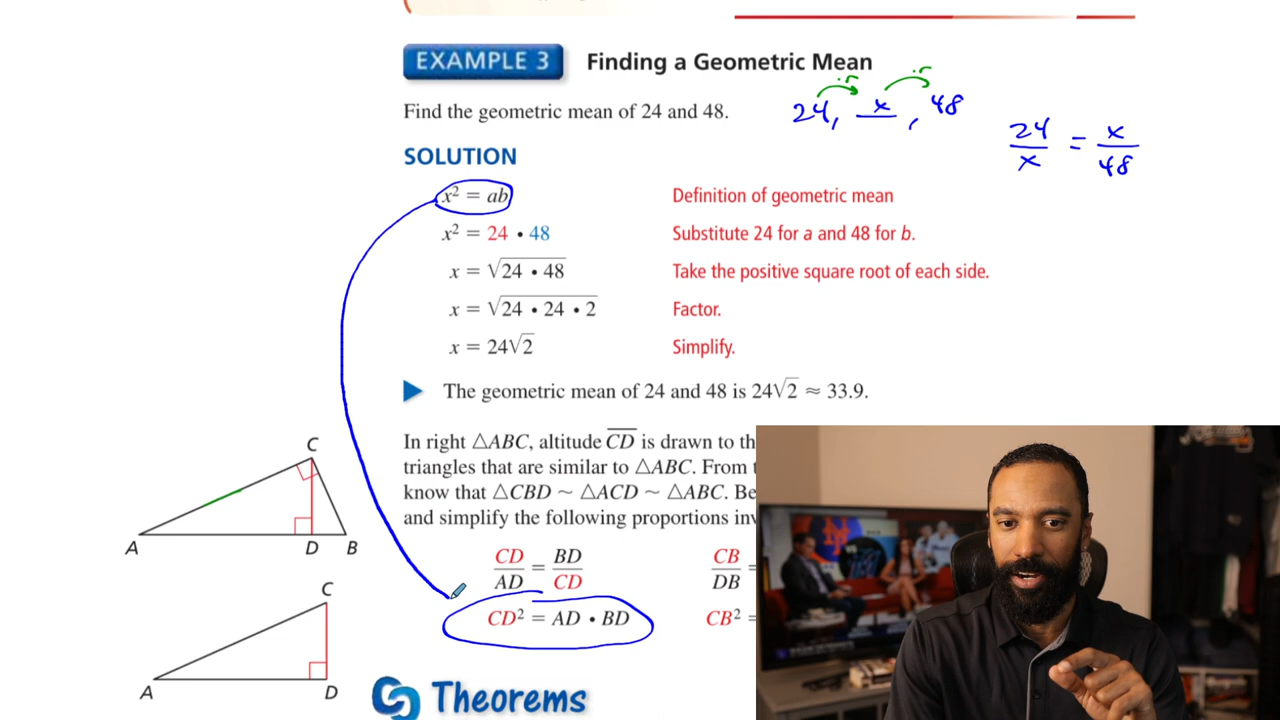 EXAMPLE 3 Finding a Geometric Mean
Find the geometric mean of 24 and 48.
24, x, 48
·r ·r
24/x = x/48
SOLUTION
x² = ab Definition of geometric mean
x² = 24 • 48 Substitute 24 for a and 48 for b.
x = √24 • 48 Take the positive square root of each side.
x = √24 • 24 • 2 Factor.
x = 24√2 Simplify.
The geometric mean of 24 and 48 is 24√2 ≈ 33.9.
In right △ABC, altitude CD is drawn to th
triangles that are similar to △ABC. From
know that △CBD ~ △ACD ~ △ABC. Be
and simplify the following proportions inv
CD/AD = BD/CD CB/DB =
CD² = AD • BD CB² =
C
A D B
C
A D
Theorems